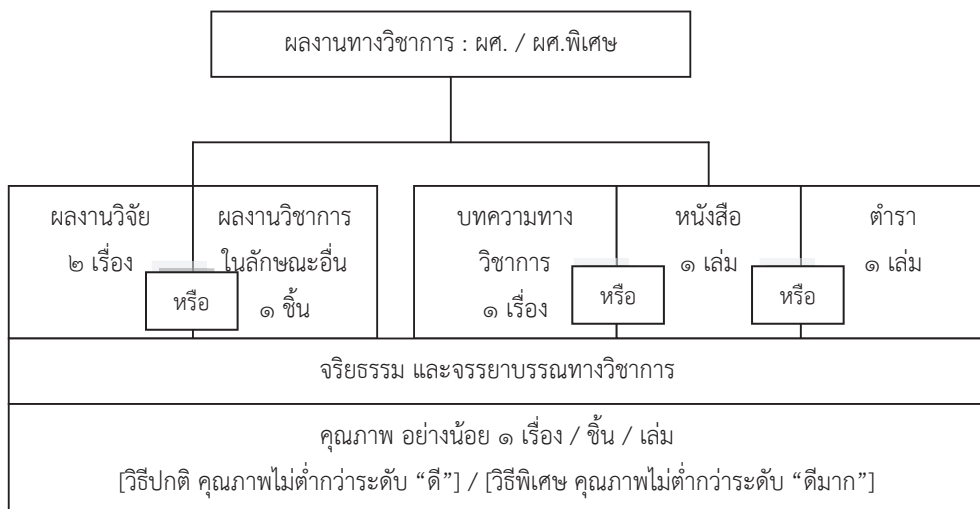 ผลงานทางวิชาการ : ผศ. / ผศ.พิเศษ
ผลงานวิจัย
๒ เรื่อง
หรือ
ผลงานวิชาการ
ในลักษณะอื่น
๑ ชิ้น
บทความทาง
วิชาการ
๑ เรื่อง
หรือ
หนังสือ
๑ เล่ม
หรือ
ตำรา
๑ เล่ม
จริยธรรม และจรรยาบรรณทางวิชาการ
คุณภาพ อย่างน้อย ๑ เรื่อง / ชิ้น / เล่ม
[วิธีปกติ คุณภาพไม่ต่ำกว่าระดับ “ดี”] / [วิธีพิเศษ คุณภาพไม่ต่ำกว่าระดับ “ดีมาก”]